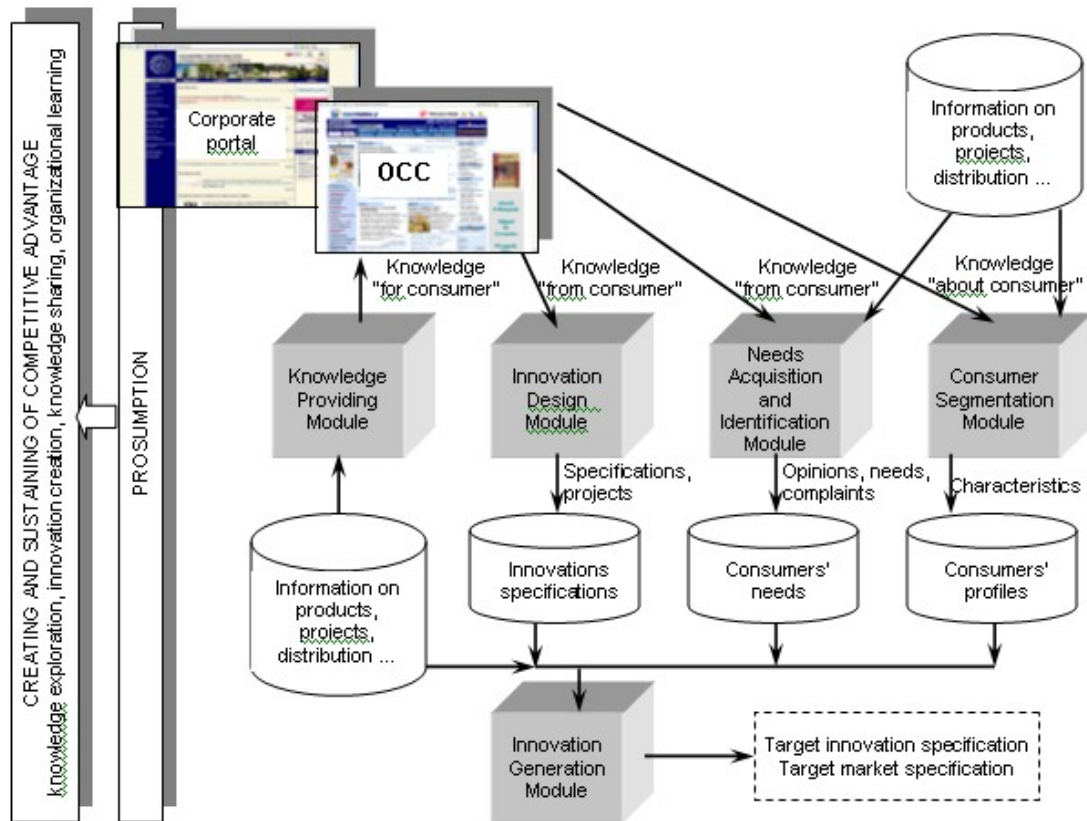 CREATING AND SUSTAINING OF COMPETITIVE ADVANTAGE
knowledge exploration, innovation creation, knowledge sharing, organizational learning
PROSUMPTION
Corporate
portal
OCC
Information on
products,
projects,
distribution ...
Knowledge
"for consumer"
Knowledge
"from consumer"
Knowledge
"from consumer"
Knowledge
"about consumer"
Knowledge
Providing
Module
Innovation
Design
Module
Needs
Acquisition
and
Identification
Module
Consumer
Segmentation
Module
Specifications,
projects
Opinions, needs,
complaints
Characteristics
Information on
products,
projects,
distribution ...
Innovations
specifications
Consumers'
needs
Consumers'
profiles
Innovation
Generation
Module
Target innovation specification
Target market specification